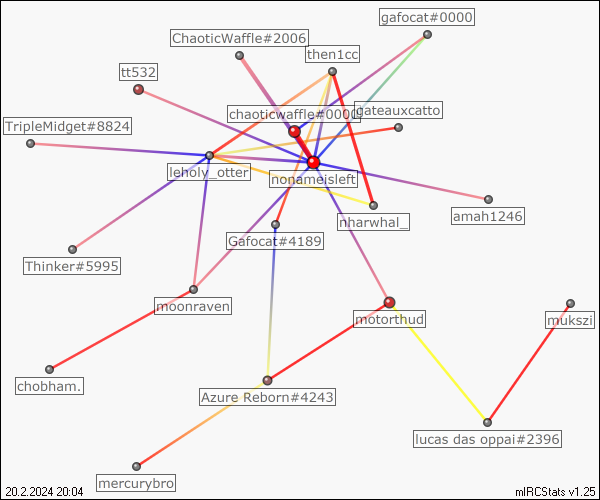 gafocat#0000
ChaoticWaffle#2006
then1cc
tt532
chaoticwaffle#0000
gateauxcatto
TripleMidget#8824
leholy_otter
nonameisleft
nharwhal_
amah1246
Gafocat#4189
Thinker#5995
moonraven
motorthud
mukszi
chobham.
Azure Reborn#4243
lucas das oppai#2396
mercurybro
20.2.2024 20:04
mIRCStats v1.25